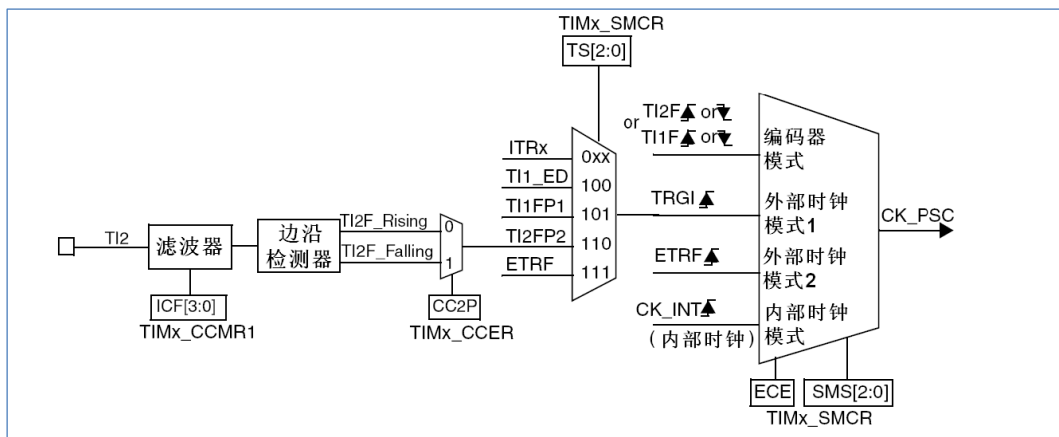 TIMx_SMCR
TS[2:0]
or TI2F or
TI1F or
编码器
模式
ITRx
0xx
TI1_ED
100
TI1FP1
101
TRGI
外部时钟
模式1
CK_PSC
TI2
滤波器
边沿
检测器
TI2F_Rising
0
TI2F_Falling
1
TI2FP2
110
ETRF
111
ETRF
外部时钟
模式2
ICF[3:0]
TIMx_CCMR1
CC2P
TIMx_CCER
CK_INT
(内部时钟)
内部时钟
模式
ECE
SMS[2:0]
TIMx_SMCR